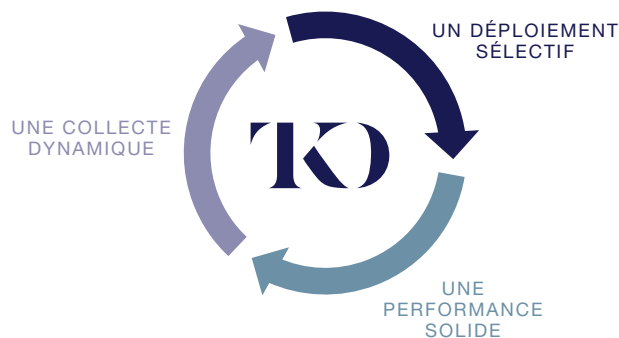 UN DÉPLOIEMENT
SÉLECTIF
UNE COLLECTE
DYNAMIQUE
TKO
UNE
PERFORMANCE
SOLIDE